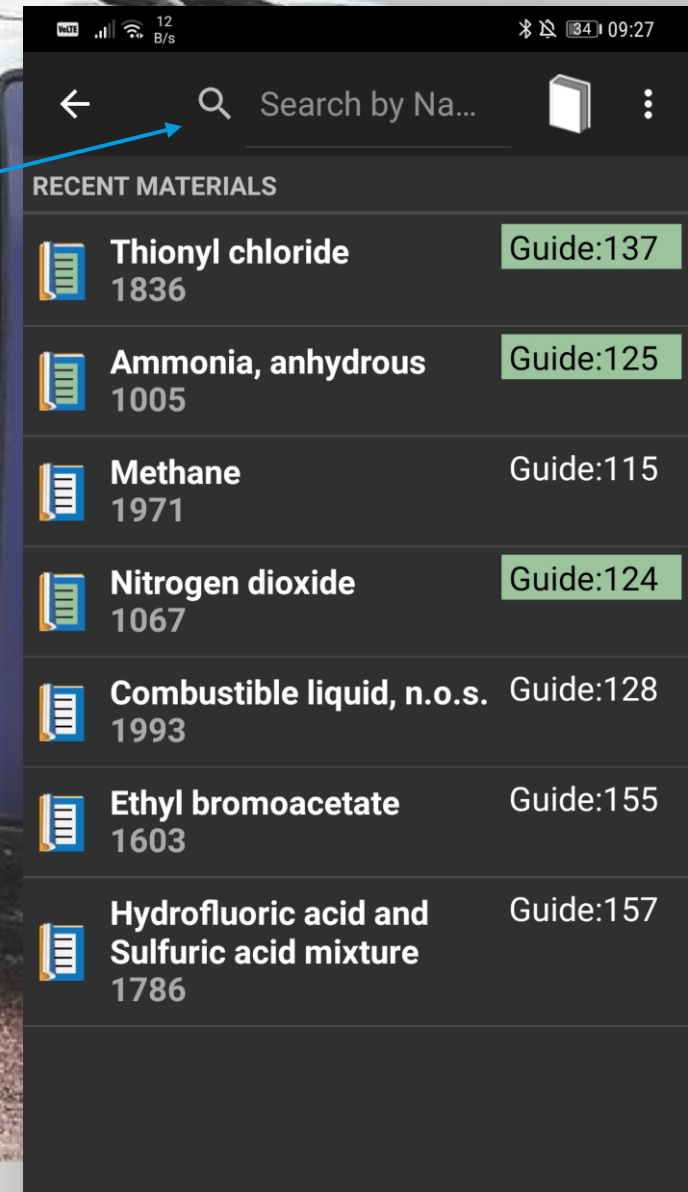 VoLTE 12 B/s 34 09:27
Search by Na...
RECENT MATERIALS
Thionyl chloride Guide:137
1836
Ammonia, anhydrous Guide:125
1005
Methane Guide:115
1971
Nitrogen dioxide Guide:124
1067
Combustible liquid, n.o.s. Guide:128
1993
Ethyl bromoacetate Guide:155
1603
Hydrofluoric acid and Guide:157
Sulfuric acid mixture
1786